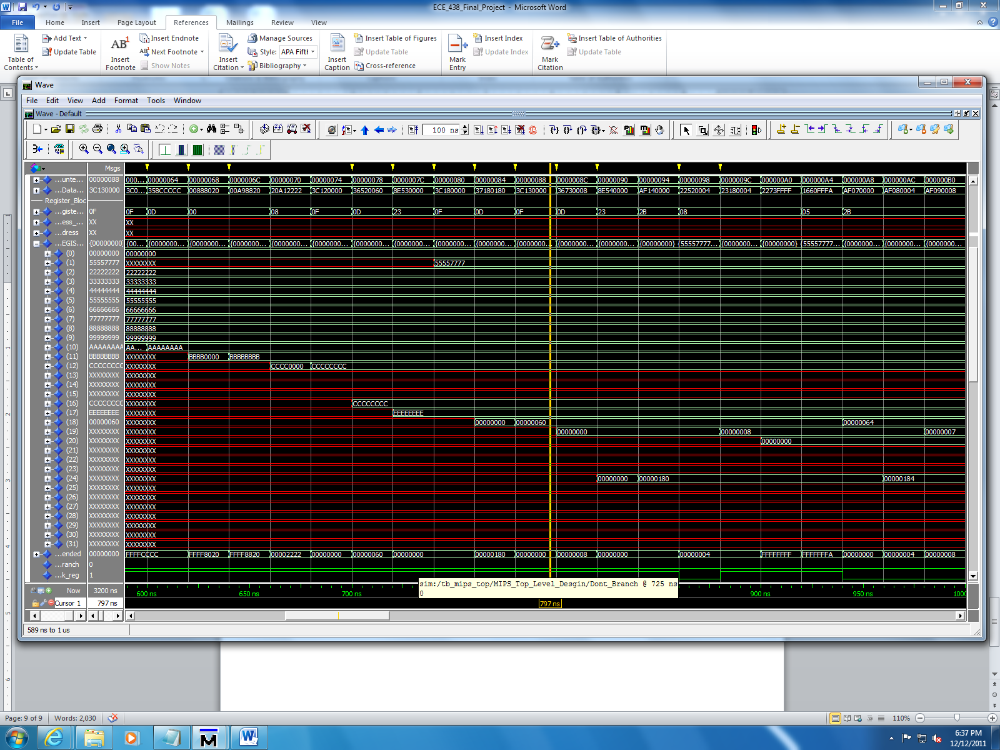 ECE_438_Final_Project - Microsoft Word
File Home Insert Page Layout References Mailings Review View
Table of Contents
Add Text
Update Table
AB1 Insert Footnote
Insert Endnote
Next Footnote
Show Notes
Insert Citation
Manage Sources
Style: APA Fifth
Bibliography
Insert Caption
Insert Table of Figures
Update Table
Cross-reference
Mark Entry
Insert Index
Update Index
Mark Citation
Insert Table of Authorities
Update Table
Wave
File Edit View Add Format Tools Window
Wave - Default
100 ns
Msgs
...unte... 00000088 000... 00000064 00000068 0000006C 00000070 00000074 00000078 0000007C 00000080 00000084 00000088 0000008C 00000090 00000094 00000098 0000009C 000000A0 000000A4 000000A8 000000AC 000000B0
...Data... 3C130000 3C0... 358CCCCC 00888020 00A98820 20A12222 3C120000 36520060 8E530000 3C180000 37180180 3C130000 36730008 8E540000 AF140000 22520004 23180004 2273FFFF 1660FFFA AF070000 AF080004 AF090008
Register_Bloc
...giste... 0F 0F 0D 00 08 0F 0D 23 0F 0D 0F 0D 23 2B 08 05 2B
...ess_... XX XX
...dress XX XX
...EGIS... {00000000 {00... {0000000... {0000000... {0000000... {0000000... {0000000... {0000000... {0000000... {0000000... {0000000... {0000000... {0000000... {0000000... {00000000} {55557777... {0000000... {00000000} {55557777... {0000000... {0000000... {0000000...
(0) 00000000 00000000
(1) 55557777 XXXXXXXX 55557777
(2) 22222222 22222222
(3) 33333333 33333333
(4) 44444444 44444444
(5) 55555555 55555555
(6) 66666666 66666666
(7) 77777777 77777777
(8) 88888888 88888888
(9) 99999999 99999999
(10) AAAAAAAA AA... AAAAAAAA
(11) BBBBBBBB XXXXXXXX BBBB0000 BBBBBBBB
(12) CCCCCCCC XXXXXXXX CCCC0000 CCCCCCCC
(13) XXXXXXXX XXXXXXXX
(14) XXXXXXXX XXXXXXXX
(15) XXXXXXXX XXXXXXXX
(16) CCCCCCCC XXXXXXXX CCCCCCCC
(17) EEEEEEEE XXXXXXXX EEEEEEEE
(18) 00000060 XXXXXXXX 00000000 00000060 00000064
(19) XXXXXXXX XXXXXXXX 00000000 00000008 00000007
(20) XXXXXXXX XXXXXXXX 00000000
(21) XXXXXXXX XXXXXXXX
(22) XXXXXXXX XXXXXXXX
(23) XXXXXXXX XXXXXXXX
(24) XXXXXXXX XXXXXXXX 00000000 00000180 00000184
(25) XXXXXXXX XXXXXXXX
(26) XXXXXXXX XXXXXXXX
(27) XXXXXXXX XXXXXXXX
(28) XXXXXXXX XXXXXXXX
(29) XXXXXXXX XXXXXXXX
(30) XXXXXXXX XXXXXXXX
(31) XXXXXXXX XXXXXXXX
...ended 00000000 FFFFCCCC FFFF8020 FFFF8820 00002222 00000000 00000060 00000000 00000180 00000000 00000008 00000000 00000004 FFFFFFFF FFFFFFFA 00000000 00000004 00000008
...ranch 0
...k_reg 1
sim:/tb_mips_top/MIPS_Top_Level_Desgin/Dont_Branch @ 725 ns
0
Now 3200 ns 600 ns 650 ns 700 ns 900 ns 950 ns 1000
Cursor 1 797 ns 797 ns
589 ns to 1 us
Page: 9 of 9 Words: 2,030 110%
6:37 PM
12/12/2011